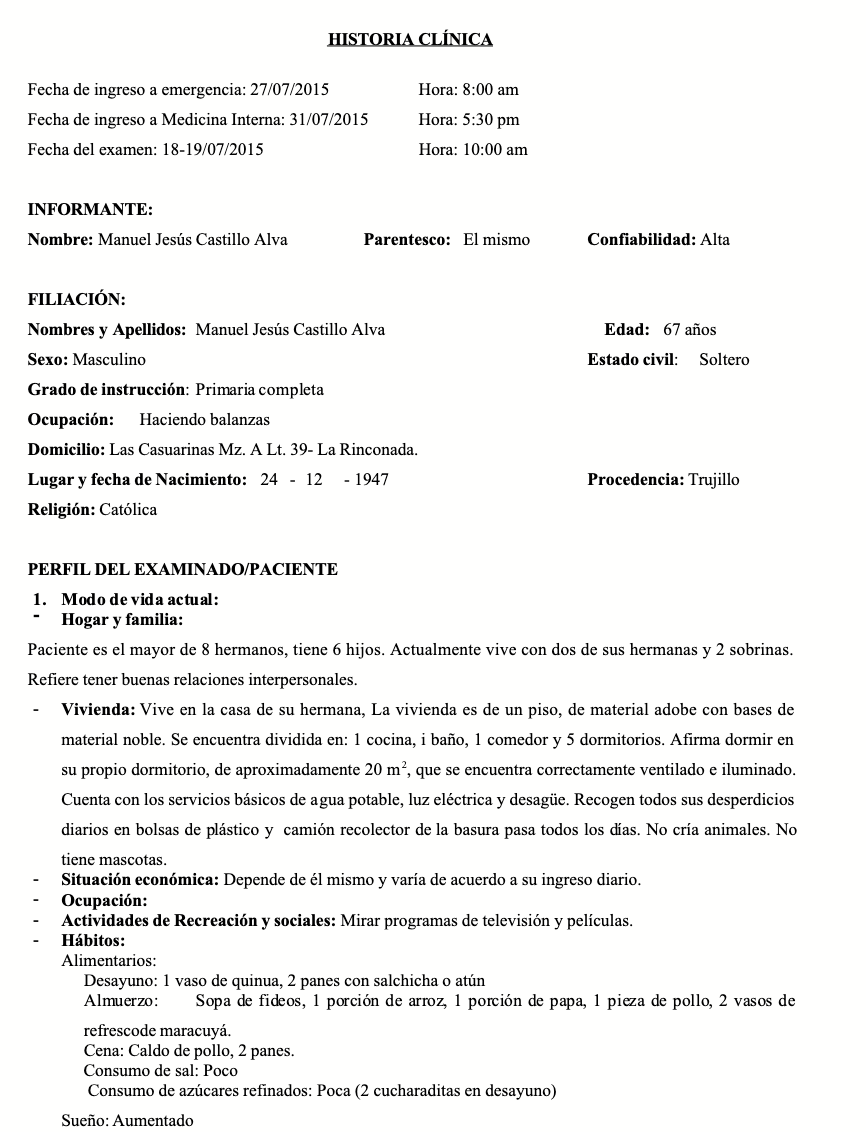 HISTORIA CLÍNICA
Fecha de ingreso a emergencia: 27/07/2015 Hora: 8:00 am
Fecha de ingreso a Medicina Interna: 31/07/2015 Hora: 5:30 pm
Fecha del examen: 18-19/07/2015 Hora: 10:00 am
INFORMANTE:
Nombre: Manuel Jesús Castillo Alva Parentesco: El mismo Confiabilidad: Alta
FILIACIÓN:
Nombres y Apellidos: Manuel Jesús Castillo Alva Edad: 67 años
Sexo: Masculino Estado civil: Soltero
Grado de instrucción: Primaria completa
Ocupación: Haciendo balanzas
Domicilio: Las Casuarinas Mz. A Lt. 39- La Rinconada.
Lugar y fecha de Nacimiento: 24 - 12 - 1947 Procedencia: Trujillo
Religión: Católica
PERFIL DEL EXAMINADO/PACIENTE
1. Modo de vida actual:
- Hogar y familia:
Paciente es el mayor de 8 hermanos, tiene 6 hijos. Actualmente vive con dos de sus hermanas y 2 sobrinas.
Refiere tener buenas relaciones interpersonales.
- Vivienda: Vive en la casa de su hermana, La vivienda es de un piso, de material adobe con bases de
material noble. Se encuentra dividida en: 1 cocina, i baño, 1 comedor y 5 dormitorios. Afirma dormir en
su propio dormitorio, de aproximadamente 20 m², que se encuentra correctamente ventilado e iluminado.
Cuenta con los servicios básicos de agua potable, luz eléctrica y desagüe. Recogen todos sus desperdicios
diarios en bolsas de plástico y camión recolector de la basura pasa todos los días. No cría animales. No
tiene mascotas.
- Situación económica: Depende de él mismo y varía de acuerdo a su ingreso diario.
- Ocupación:
- Actividades de Recreación y sociales: Mirar programas de televisión y películas.
- Hábitos:
Alimentarios:
Desayuno: 1 vaso de quinua, 2 panes con salchicha o atún
Almuerzo: Sopa de fideos, 1 porción de arroz, 1 porción de papa, 1 pieza de pollo, 2 vasos de
refrescode maracuyá.
Cena: Caldo de pollo, 2 panes.
Consumo de sal: Poco
Consumo de azúcares refinados: Poca (2 cucharaditas en desayuno)
Sueño: Aumentado